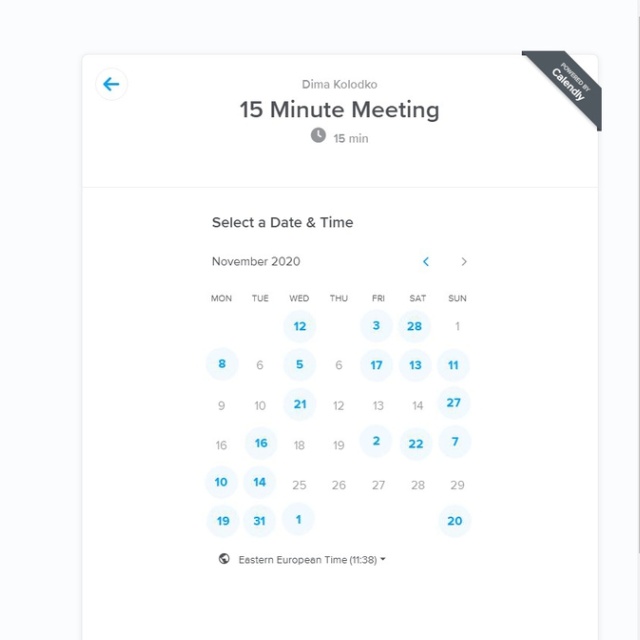 POWERED BY
Calendly
Dima Kolodko
15 Minute Meeting
15 min
Select a Date & Time
November 2020
MON TUE WED THU FRI SAT SUN
12 3 28 1
8 6 5 6 17 13 11
9 10 21 12 13 14 27
16 16 18 19 2 22 7
10 14 25 26 27 28 29
19 31 1 20
Eastern European Time (11:38)